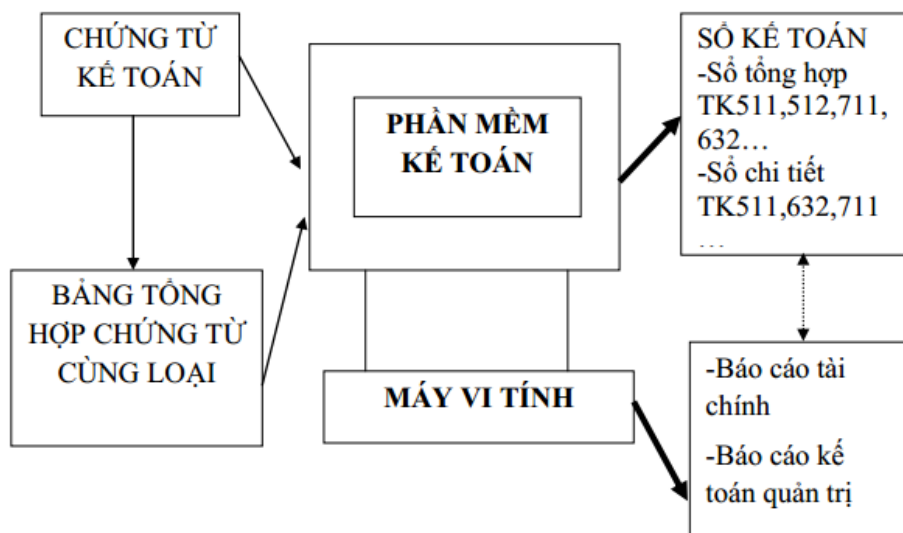 CHỨNG TỪ
KẾ TOÁN
BẢNG TỔNG
HỢP CHỨNG TỪ
CÙNG LOẠI
PHẦN MỀM
KẾ TOÁN
MÁY VI TÍNH
SỔ KẾ TOÁN
-Sổ tổng hợp
TK511,512,711,
632…
-Sổ chi tiết
TK511,632,711
…
-Báo cáo tài
chính
-Báo cáo kế
toán quản trị